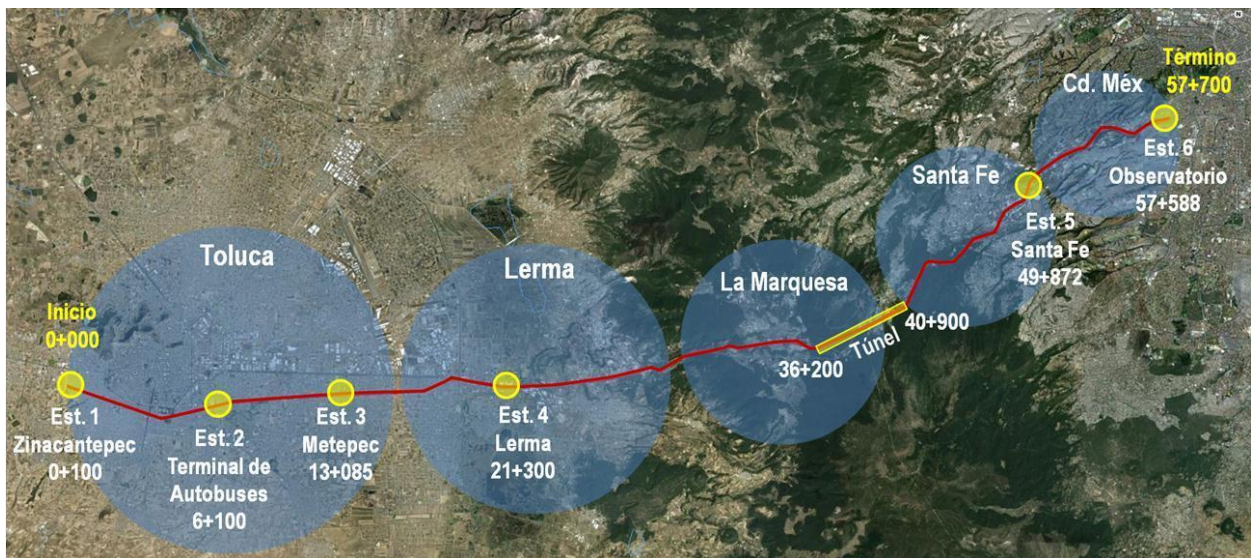 Inicio
0+000
Est. 1
Zinacantepec
0+100
Toluca
Est. 2
Terminal de
Autobuses
6+100
Est. 3
Metepec
13+085
Lerma
Est. 4
Lerma
21+300
La Marquesa
36+200
Túnel
40+900
Santa Fe
Est. 5
Santa Fe
49+872
Cd. Méx
Término
57+700
Est. 6
Observatorio
57+588